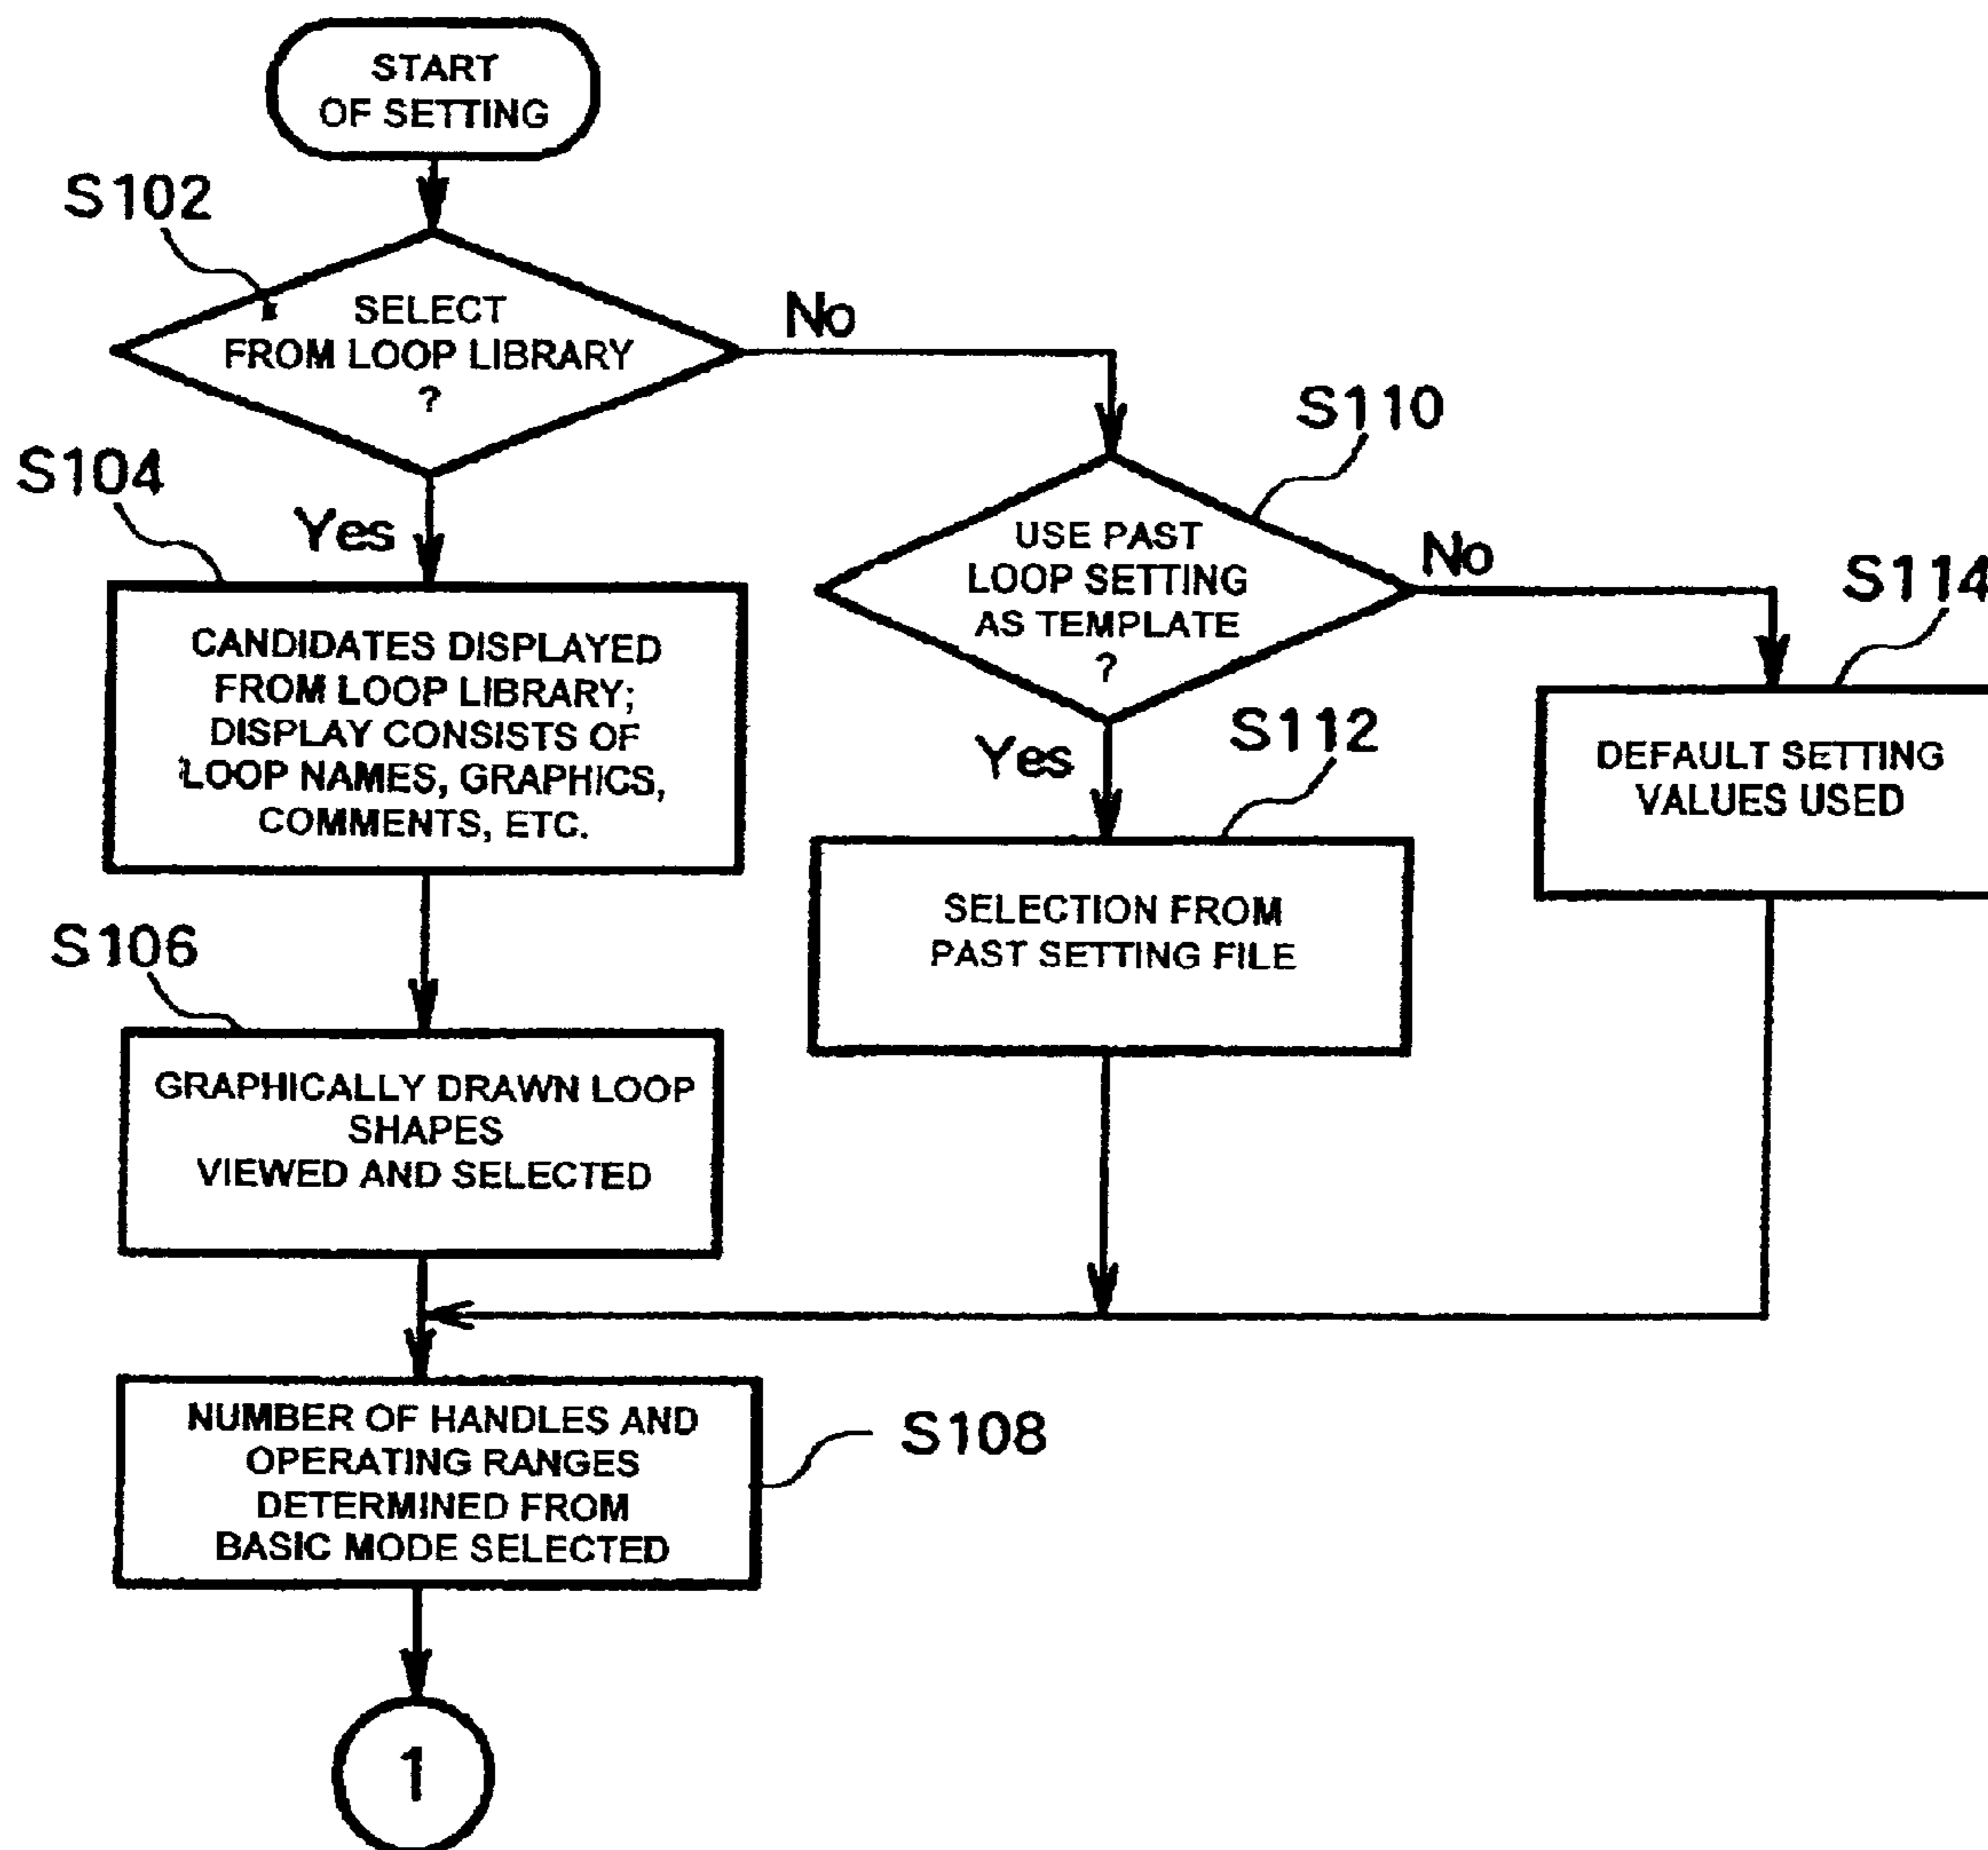 START
OF SETTING
S102
SELECT
FROM LOOP LIBRARY
?
No
Yes
S104
CANDIDATES DISPLAYED
FROM LOOP LIBRARY;
DISPLAY CONSISTS OF
LOOP NAMES, GRAPHICS,
COMMENTS, ETC.
S106
GRAPHICALLY DRAWN LOOP
SHAPES
VIEWED AND SELECTED
S110
USE PAST
LOOP SETTING
AS TEMPLATE
?
No
Yes
S112
SELECTION FROM
PAST SETTING FILE
S114
DEFAULT SETTING
VALUES USED
NUMBER OF HANDLES AND
OPERATING RANGES
DETERMINED FROM
BASIC MODE SELECTED
S108
1